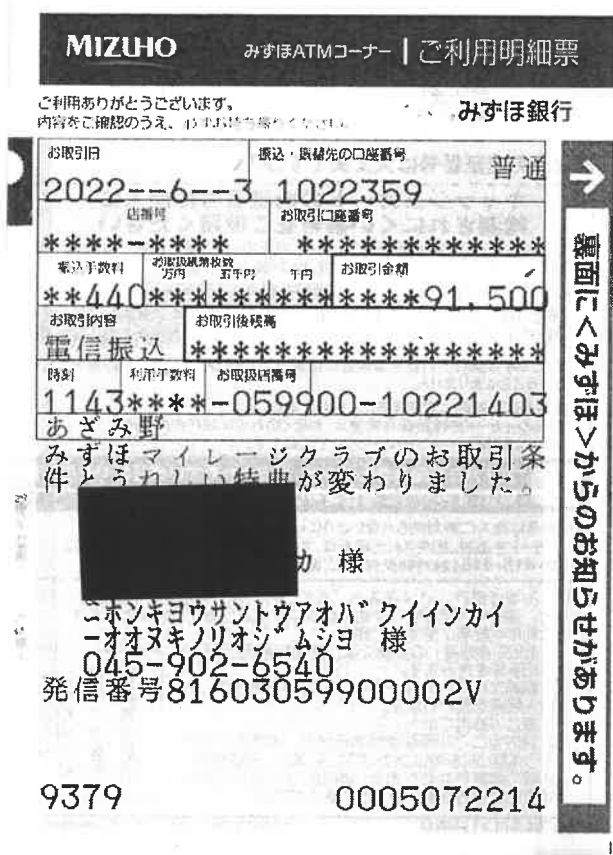 MIZUHO みずほATMコーナー ご利用明細票
ご利用ありがとうございます。
内容をご確認のうえ、
みずほ銀行
お取引日 振込・振替先の口座番号 普通
2022--6--3 1022359
店番号 お取引口座番号
****-**** ***********
振込手数料 お取扱紙幣枚数 万円 五千円 千円 お取引金額
**440*************91,500
お取引内容 お取引後残高
電信振込 *****************
時刻 利用手数料 お取扱店番号
1143****-059900-10221403
あざみ野
みずほマイレージクラブのお取引条
件とうれしい特典が変わりました。
カ 様
ニホンキヨウサントウアオバクイインカイ
ーオオヌキノリオジムシヨ 様
045-902-6540
発信番号81603059900002V
9379 0005072214
裏面に<みずほ>からのお知らせがあります。